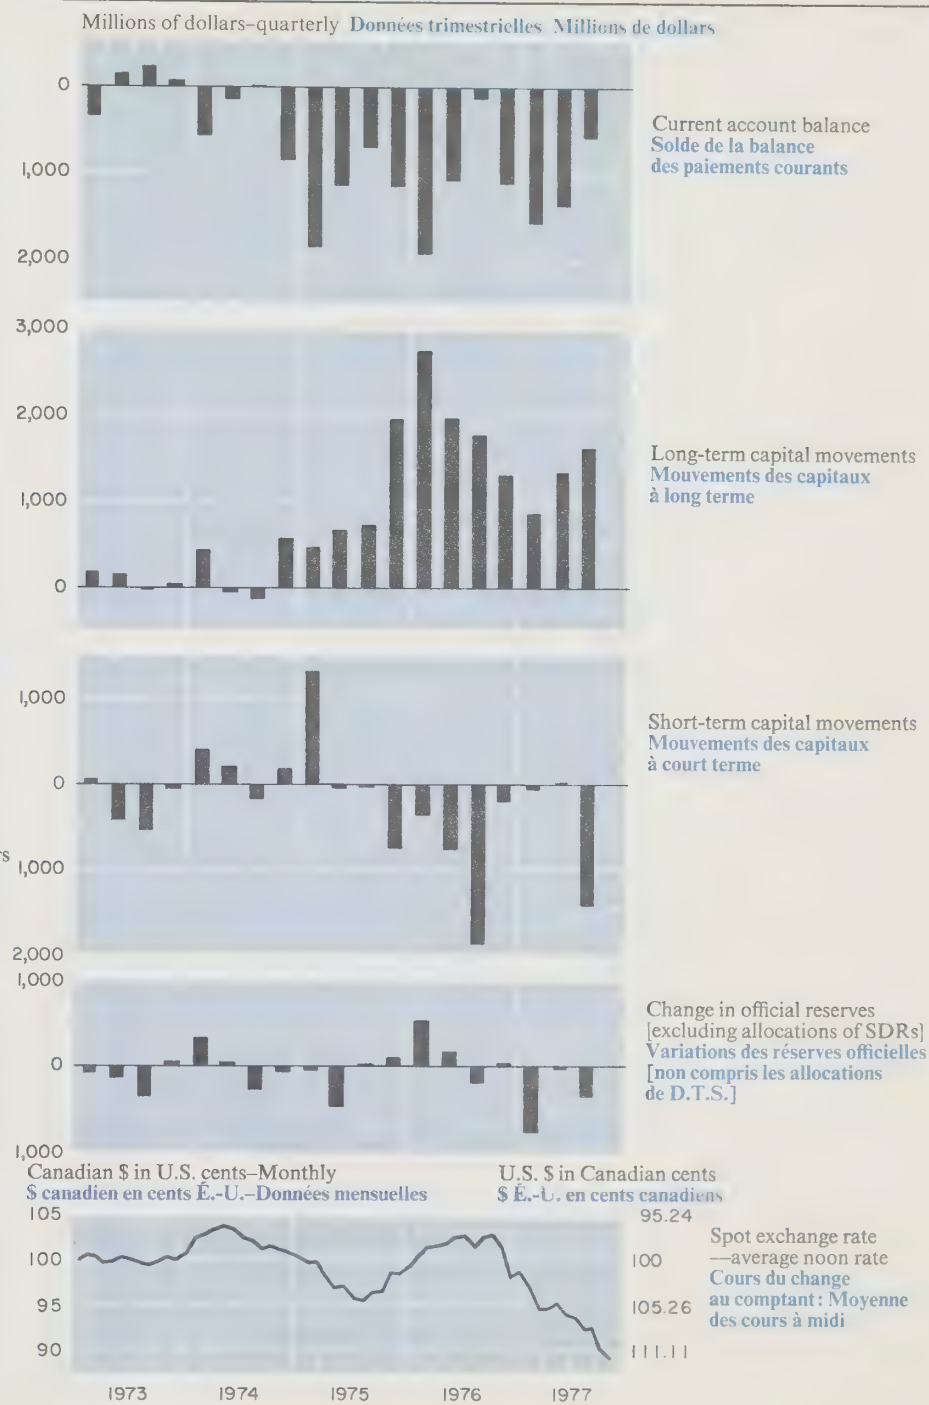 Millions of dollars–quarterly Données trimestrielles Millions de dollars
0
1,000
2,000
Current account balance
Solde de la balance
des paiements courants
3,000
2,000
1,000
0
Long-term capital movements
Mouvements des capitaux
à long terme
1,000
0
1,000
2,000
Short-term capital movements
Mouvements des capitaux
à court terme
1,000
0
1,000
Change in official reserves
[excluding allocations of SDRs]
Variations des réserves officielles
[non compris les allocations
de D.T.S.]
Canadian $ in U.S. cents–Monthly
$ canadien en cents É.-U.–Données mensuelles
U.S. $ in Canadian cents
$ É.-U. en cents canadiens
105
100
95
90
95.24
100
105.26
111.11
Spot exchange rate
—average noon rate
Cours du change
au comptant : Moyenne
des cours à midi
1973 1974 1975 1976 1977